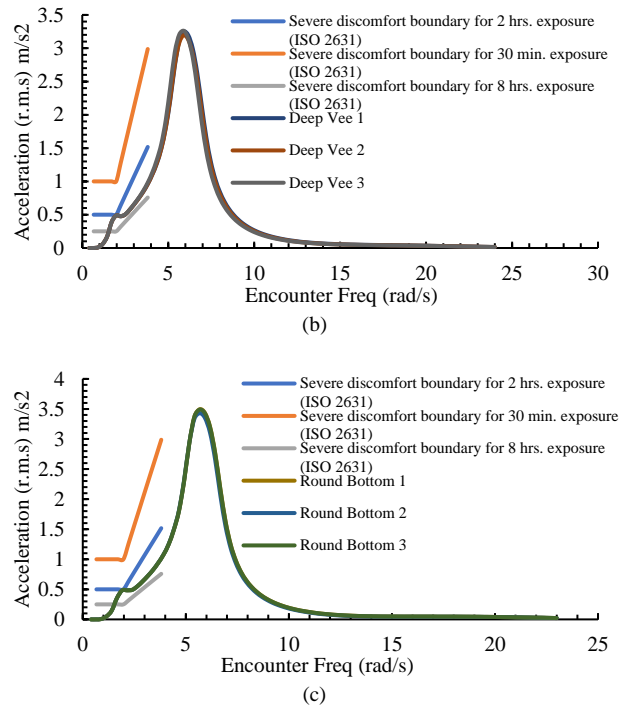 3.5
3
2.5
2
1.5
1
0.5
0
0 5 10 15 20 25 30
Acceleration (r.m.s) m/s2
Encounter Freq (rad/s)
Severe discomfort boundary for 2 hrs. exposure
(ISO 2631)
Severe discomfort boundary for 30 min. exposure
(ISO 2631)
Severe discomfort boundary for 8 hrs. exposure
(ISO 2631)
Deep Vee 1
Deep Vee 2
Deep Vee 3
(b)
4
3.5
3
2.5
2
1.5
1
0.5
0
0 5 10 15 20 25
Acceleration (r.m.s) m/s2
Encounter Freq (rad/s)
Severe discomfort boundary for 2 hrs. exposure
(ISO 2631)
Severe discomfort boundary for 30 min. exposure
(ISO 2631)
Severe discomfort boundary for 8 hrs. exposure
(ISO 2631)
Round Bottom 1
Round Bottom 2
Round Bottom 3
(c)